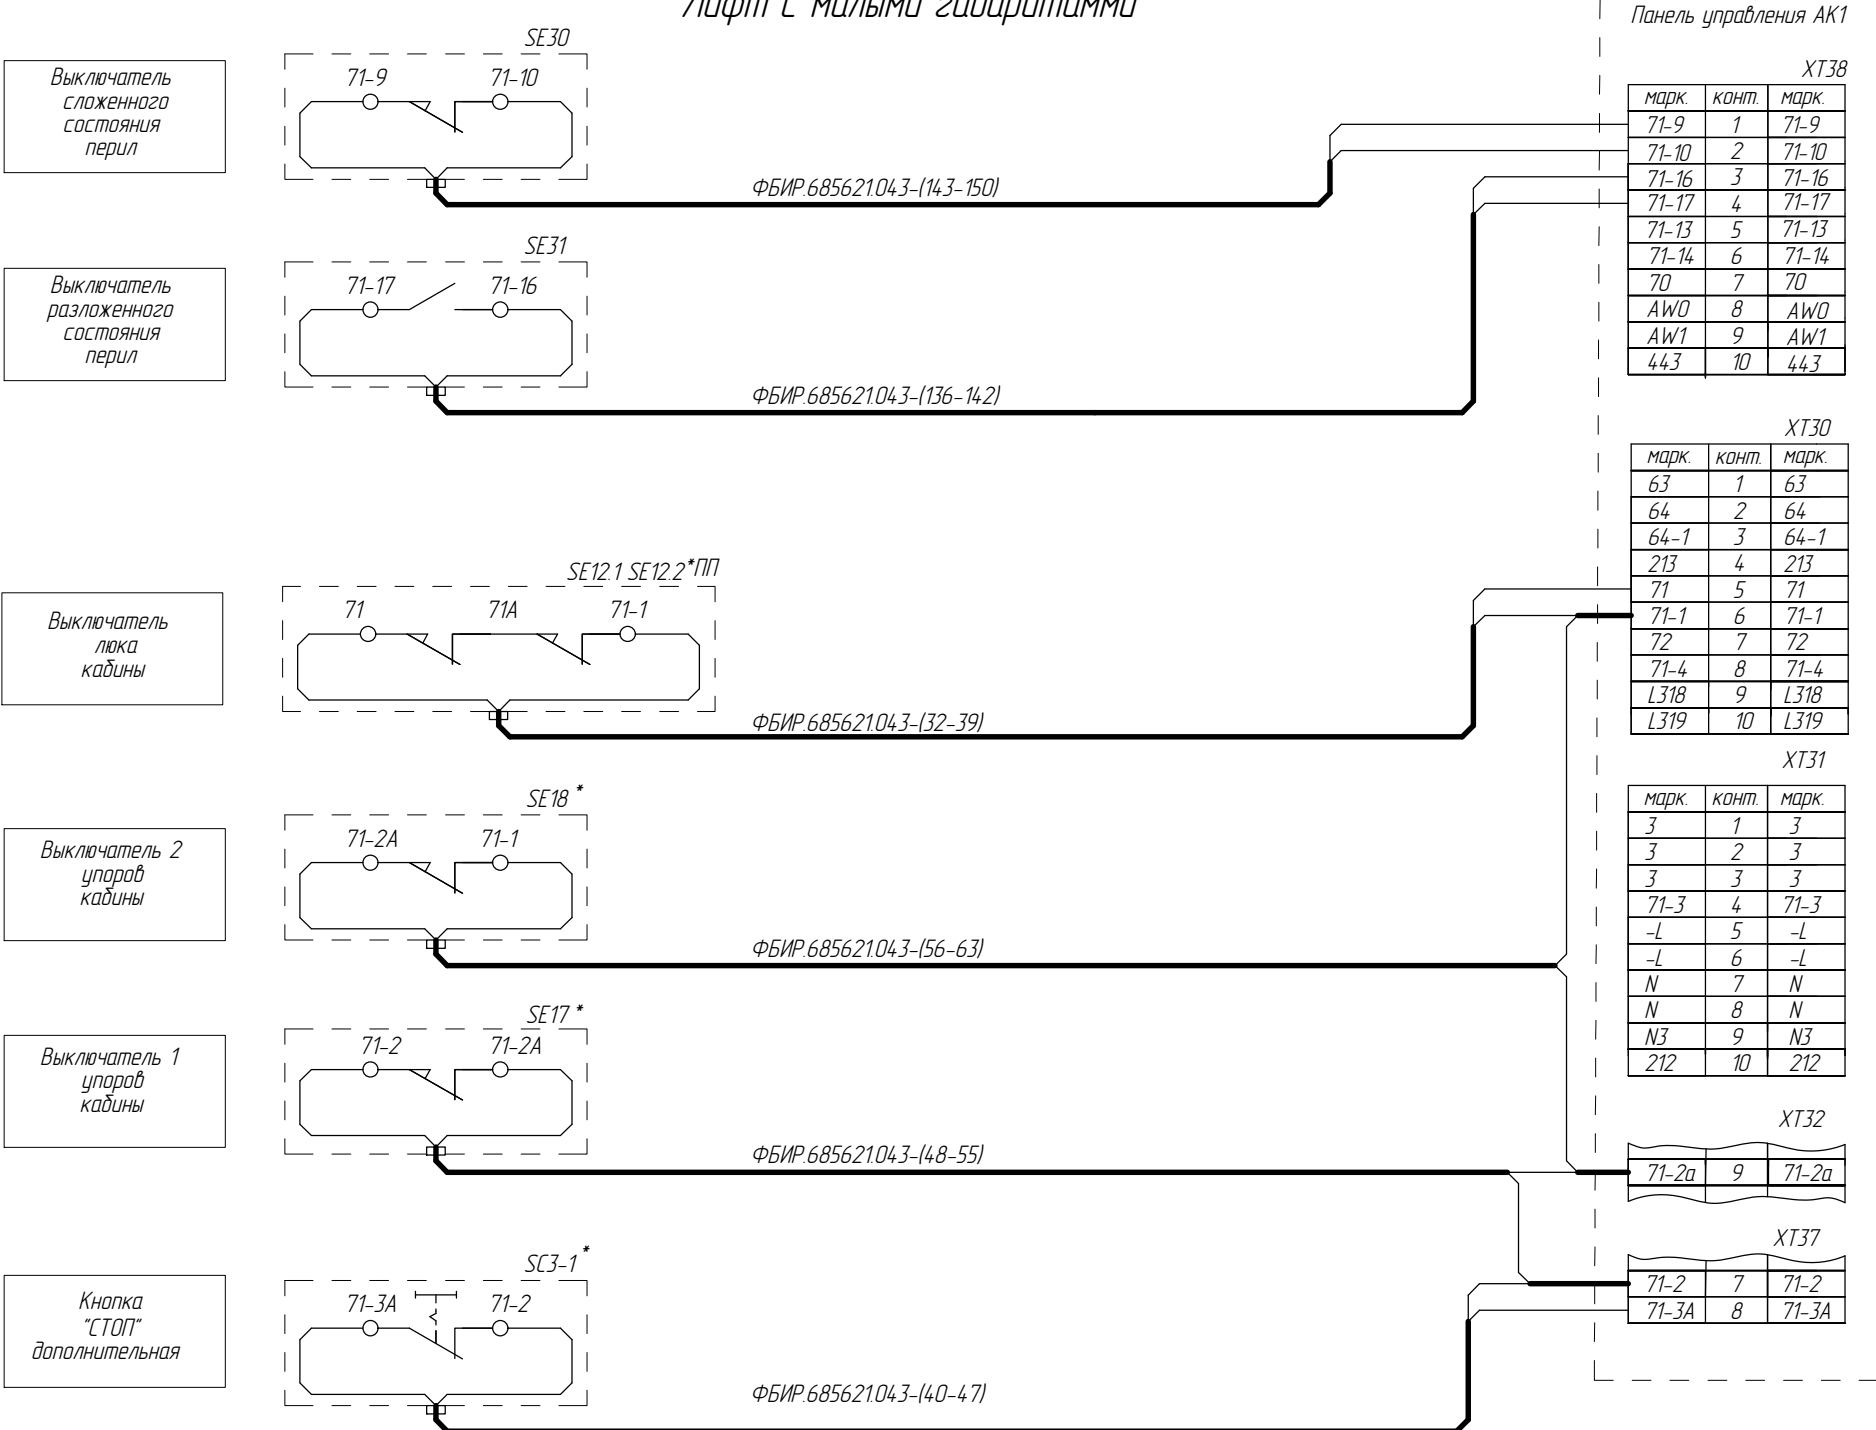 Лифт с малыми габаритамми
Панель управления АК1
Выключатель
сложенного
состояния
перил
SE30
71-9 71-10
ФБИР.685621.043-(143-150)
XT38
марк. конт. марк.
71-9 1 71-9
71-10 2 71-10
71-16 3 71-16
71-17 4 71-17
71-13 5 71-13
71-14 6 71-14
70 7 70
AW0 8 AW0
AW1 9 AW1
443 10 443
Выключатель
разложенного
состояния
перил
SE31
71-17 71-16
ФБИР.685621.043-(136-142)
XT30
марк. конт. марк.
63 1 63
64 2 64
64-1 3 64-1
213 4 213
71 5 71
71-1 6 71-1
72 7 72
71-4 8 71-4
L318 9 L318
L319 10 L319
Выключатель
люка
кабины
SE12.1 SE12.2*ПП
71 71А 71-1
ФБИР.685621.043-(32-39)
XT31
марк. конт. марк.
3 1 3
3 2 3
3 3 3
71-3 4 71-3
-L 5 -L
-L 6 -L
N 7 N
N 8 N
N3 9 N3
212 10 212
Выключатель 2
упоров
кабины
SE18 *
71-2А 71-1
ФБИР.685621.043-(56-63)
Выключатель 1
упоров
кабины
SE17 *
71-2 71-2А
ФБИР.685621.043-(48-55)
XT32
71-2а 9 71-2а
XT37
71-2 7 71-2
71-3А 8 71-3А
Кнопка
"СТОП"
дополнительная
SC3-1 *
71-3А 71-2
ФБИР.685621.043-(40-47)